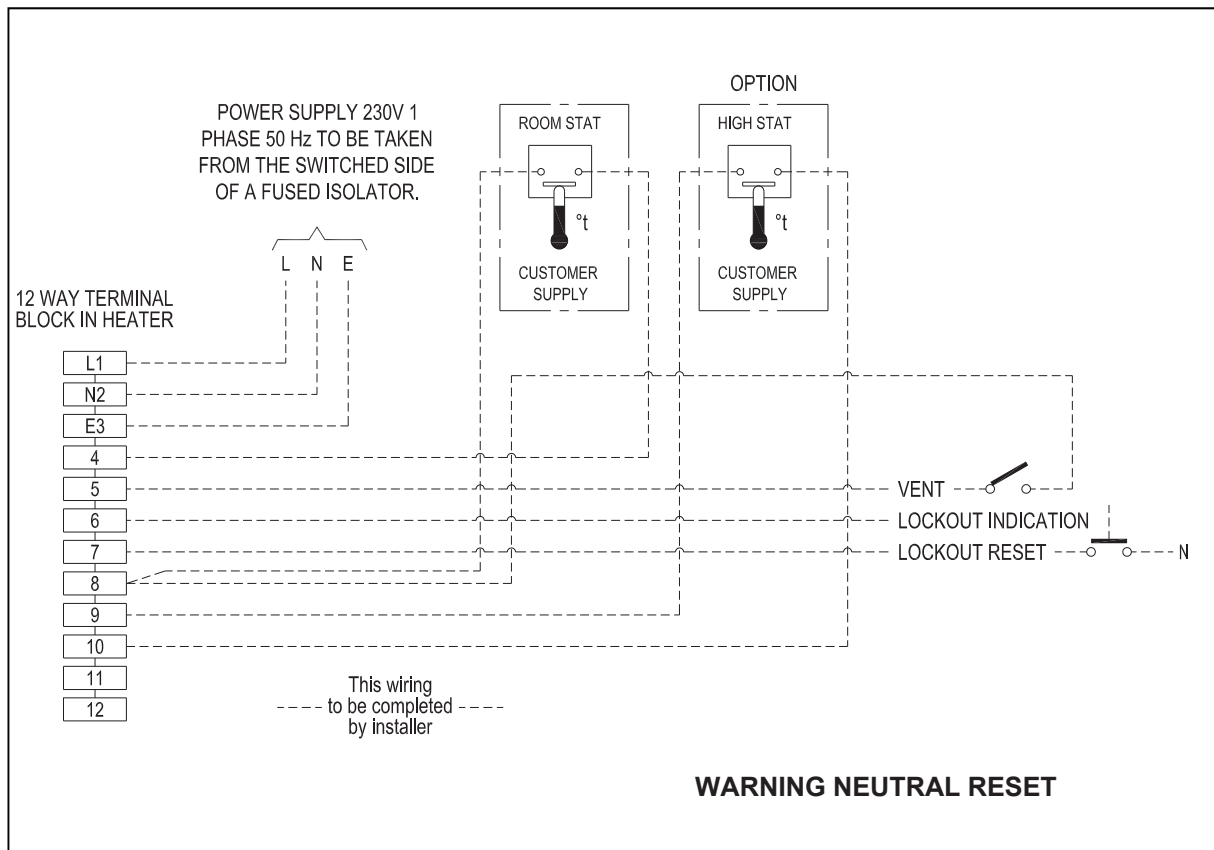 OPTION
POWER SUPPLY 230V 1
PHASE 50 Hz TO BE TAKEN
FROM THE SWITCHED SIDE
OF A FUSED ISOLATOR.
ROOM STAT
HIGH STAT
°t
°t
CUSTOMER
SUPPLY
CUSTOMER
SUPPLY
L N E
12 WAY TERMINAL
BLOCK IN HEATER
L1
N2
E3
4
5
6
7
8
9
10
11
12
VENT
LOCKOUT INDICATION
LOCKOUT RESET
N
This wiring
to be completed
by installer
WARNING NEUTRAL RESET